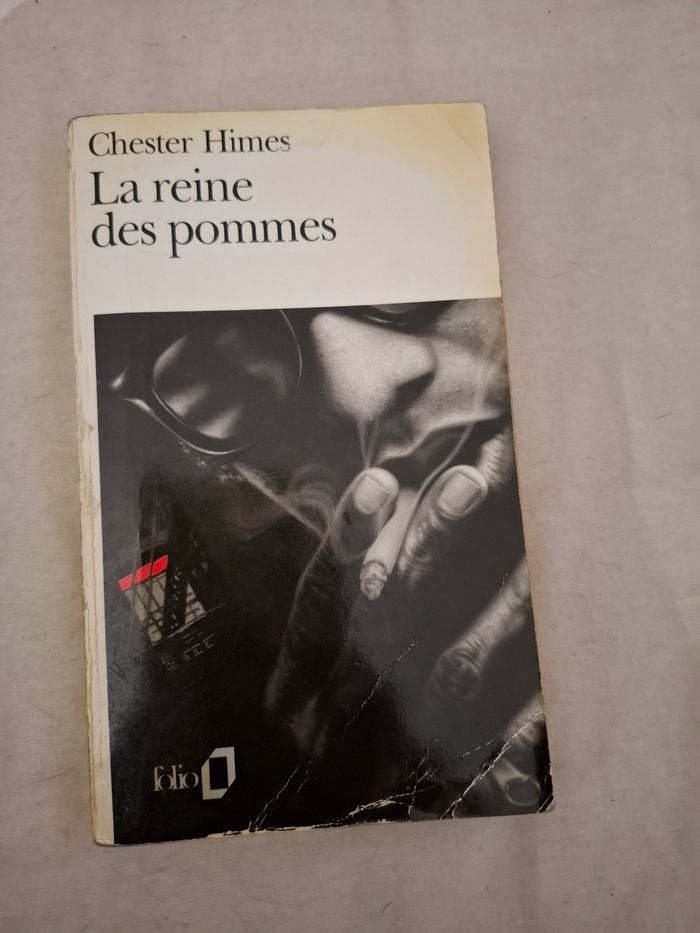 Chester Himes
La reine
des pommes
folio